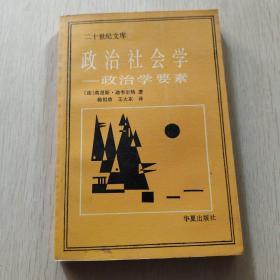 二十世纪文库
政治社会学
——政治学要素
(法)莫里斯·迪韦尔热 著
杨祖功 王大东 译
华夏出版社